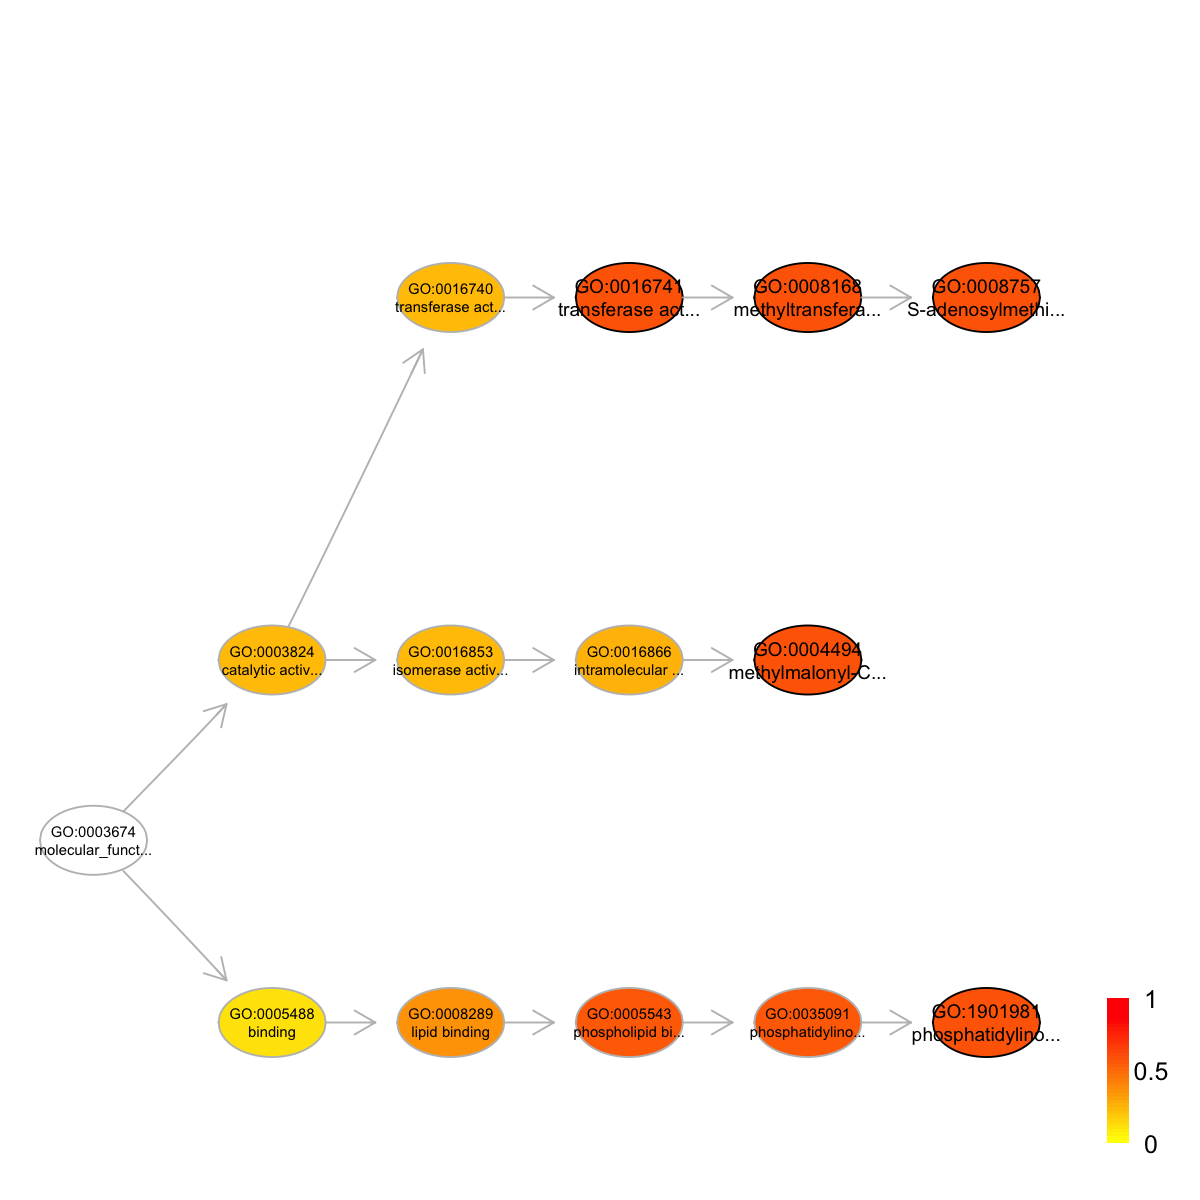 GO:0016740
transferase act...
GO:0016741
transferase act...
GO:0008168
methyltransfera...
GO:0008757
S-adenosylmethi...
GO:0003824
catalytic activ...
GO:0016853
isomerase activ...
GO:0016866
intramolecular ...
GO:0004494
methylmalonyl-C...
GO:0003674
molecular_funct...
GO:0005488
binding
GO:0008289
lipid binding
GO:0005543
phospholipid bi...
GO:0035091
phosphatidylino...
GO:1901981
phosphatidylino...
1
0.5
0